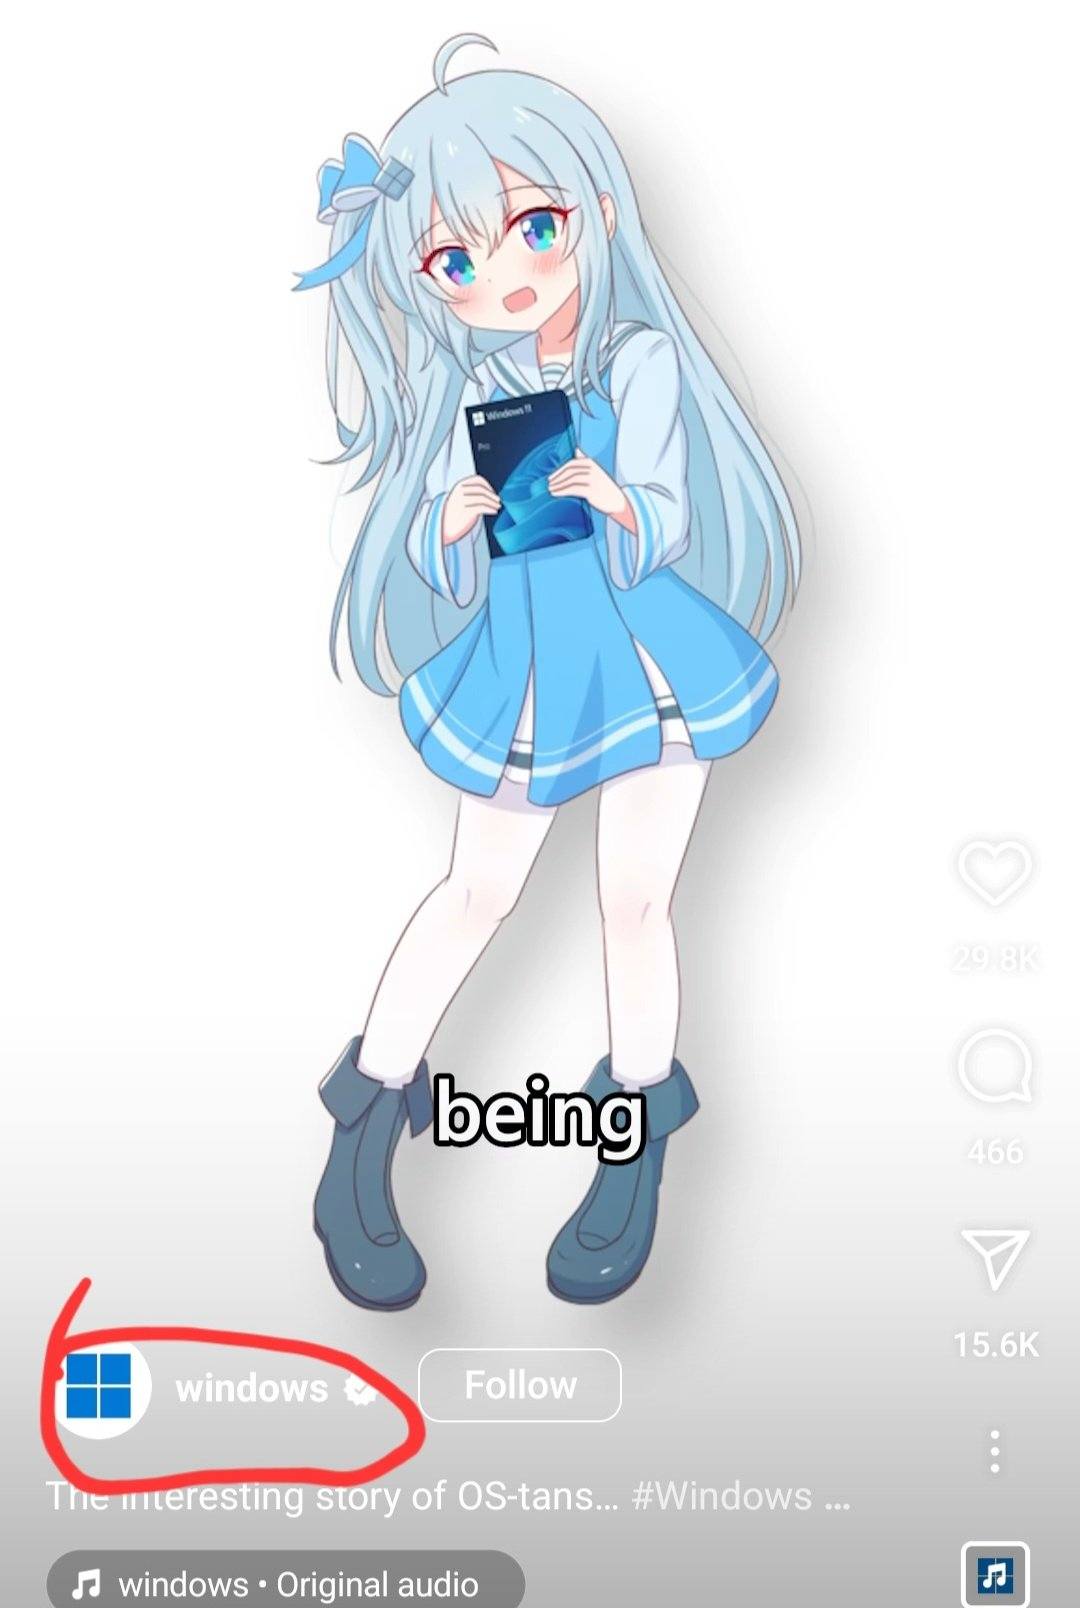 Windows 11
Pro
being
29.8K
466
15.6K
windows
Follow
The interesting story of OS-tans... #Windows ...
windows • Original audio